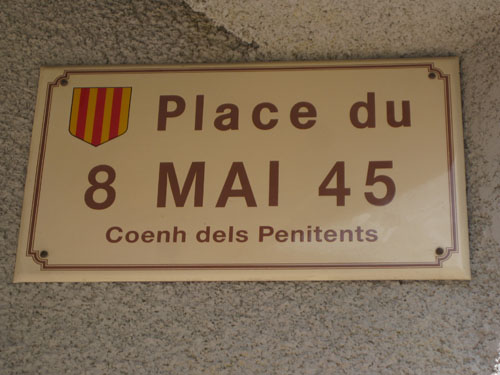 Place du
8 MAI 45
Coenh dels Penitents